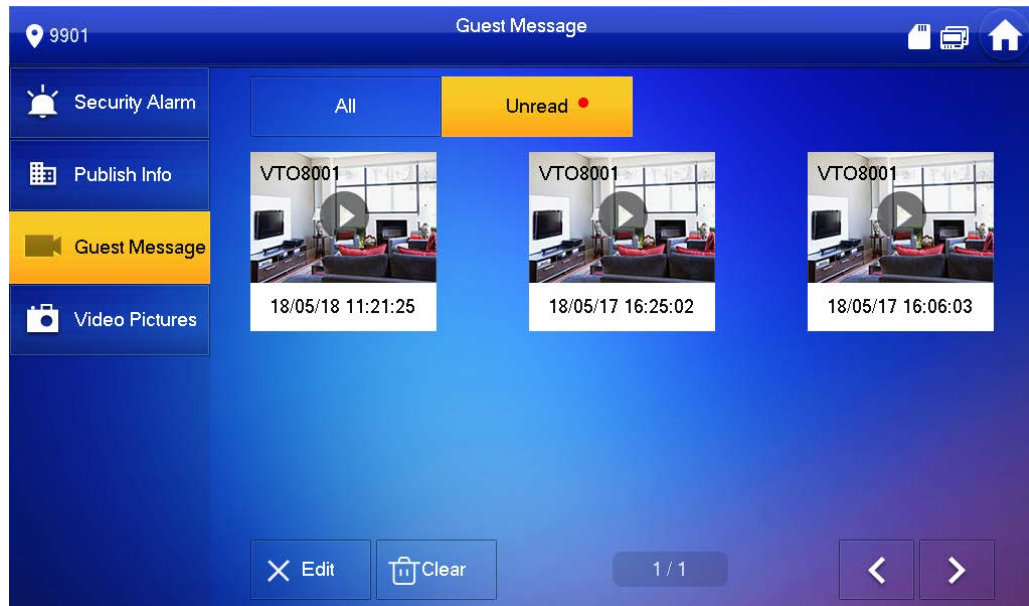 9901
Guest Message
Security Alarm
Publish Info
Guest Message
Video Pictures
All
Unread
VTO8001
VTO8001
VTO8001
18/05/18 11:21:25
18/05/17 16:25:02
18/05/17 16:06:03
Edit
Clear
1 / 1